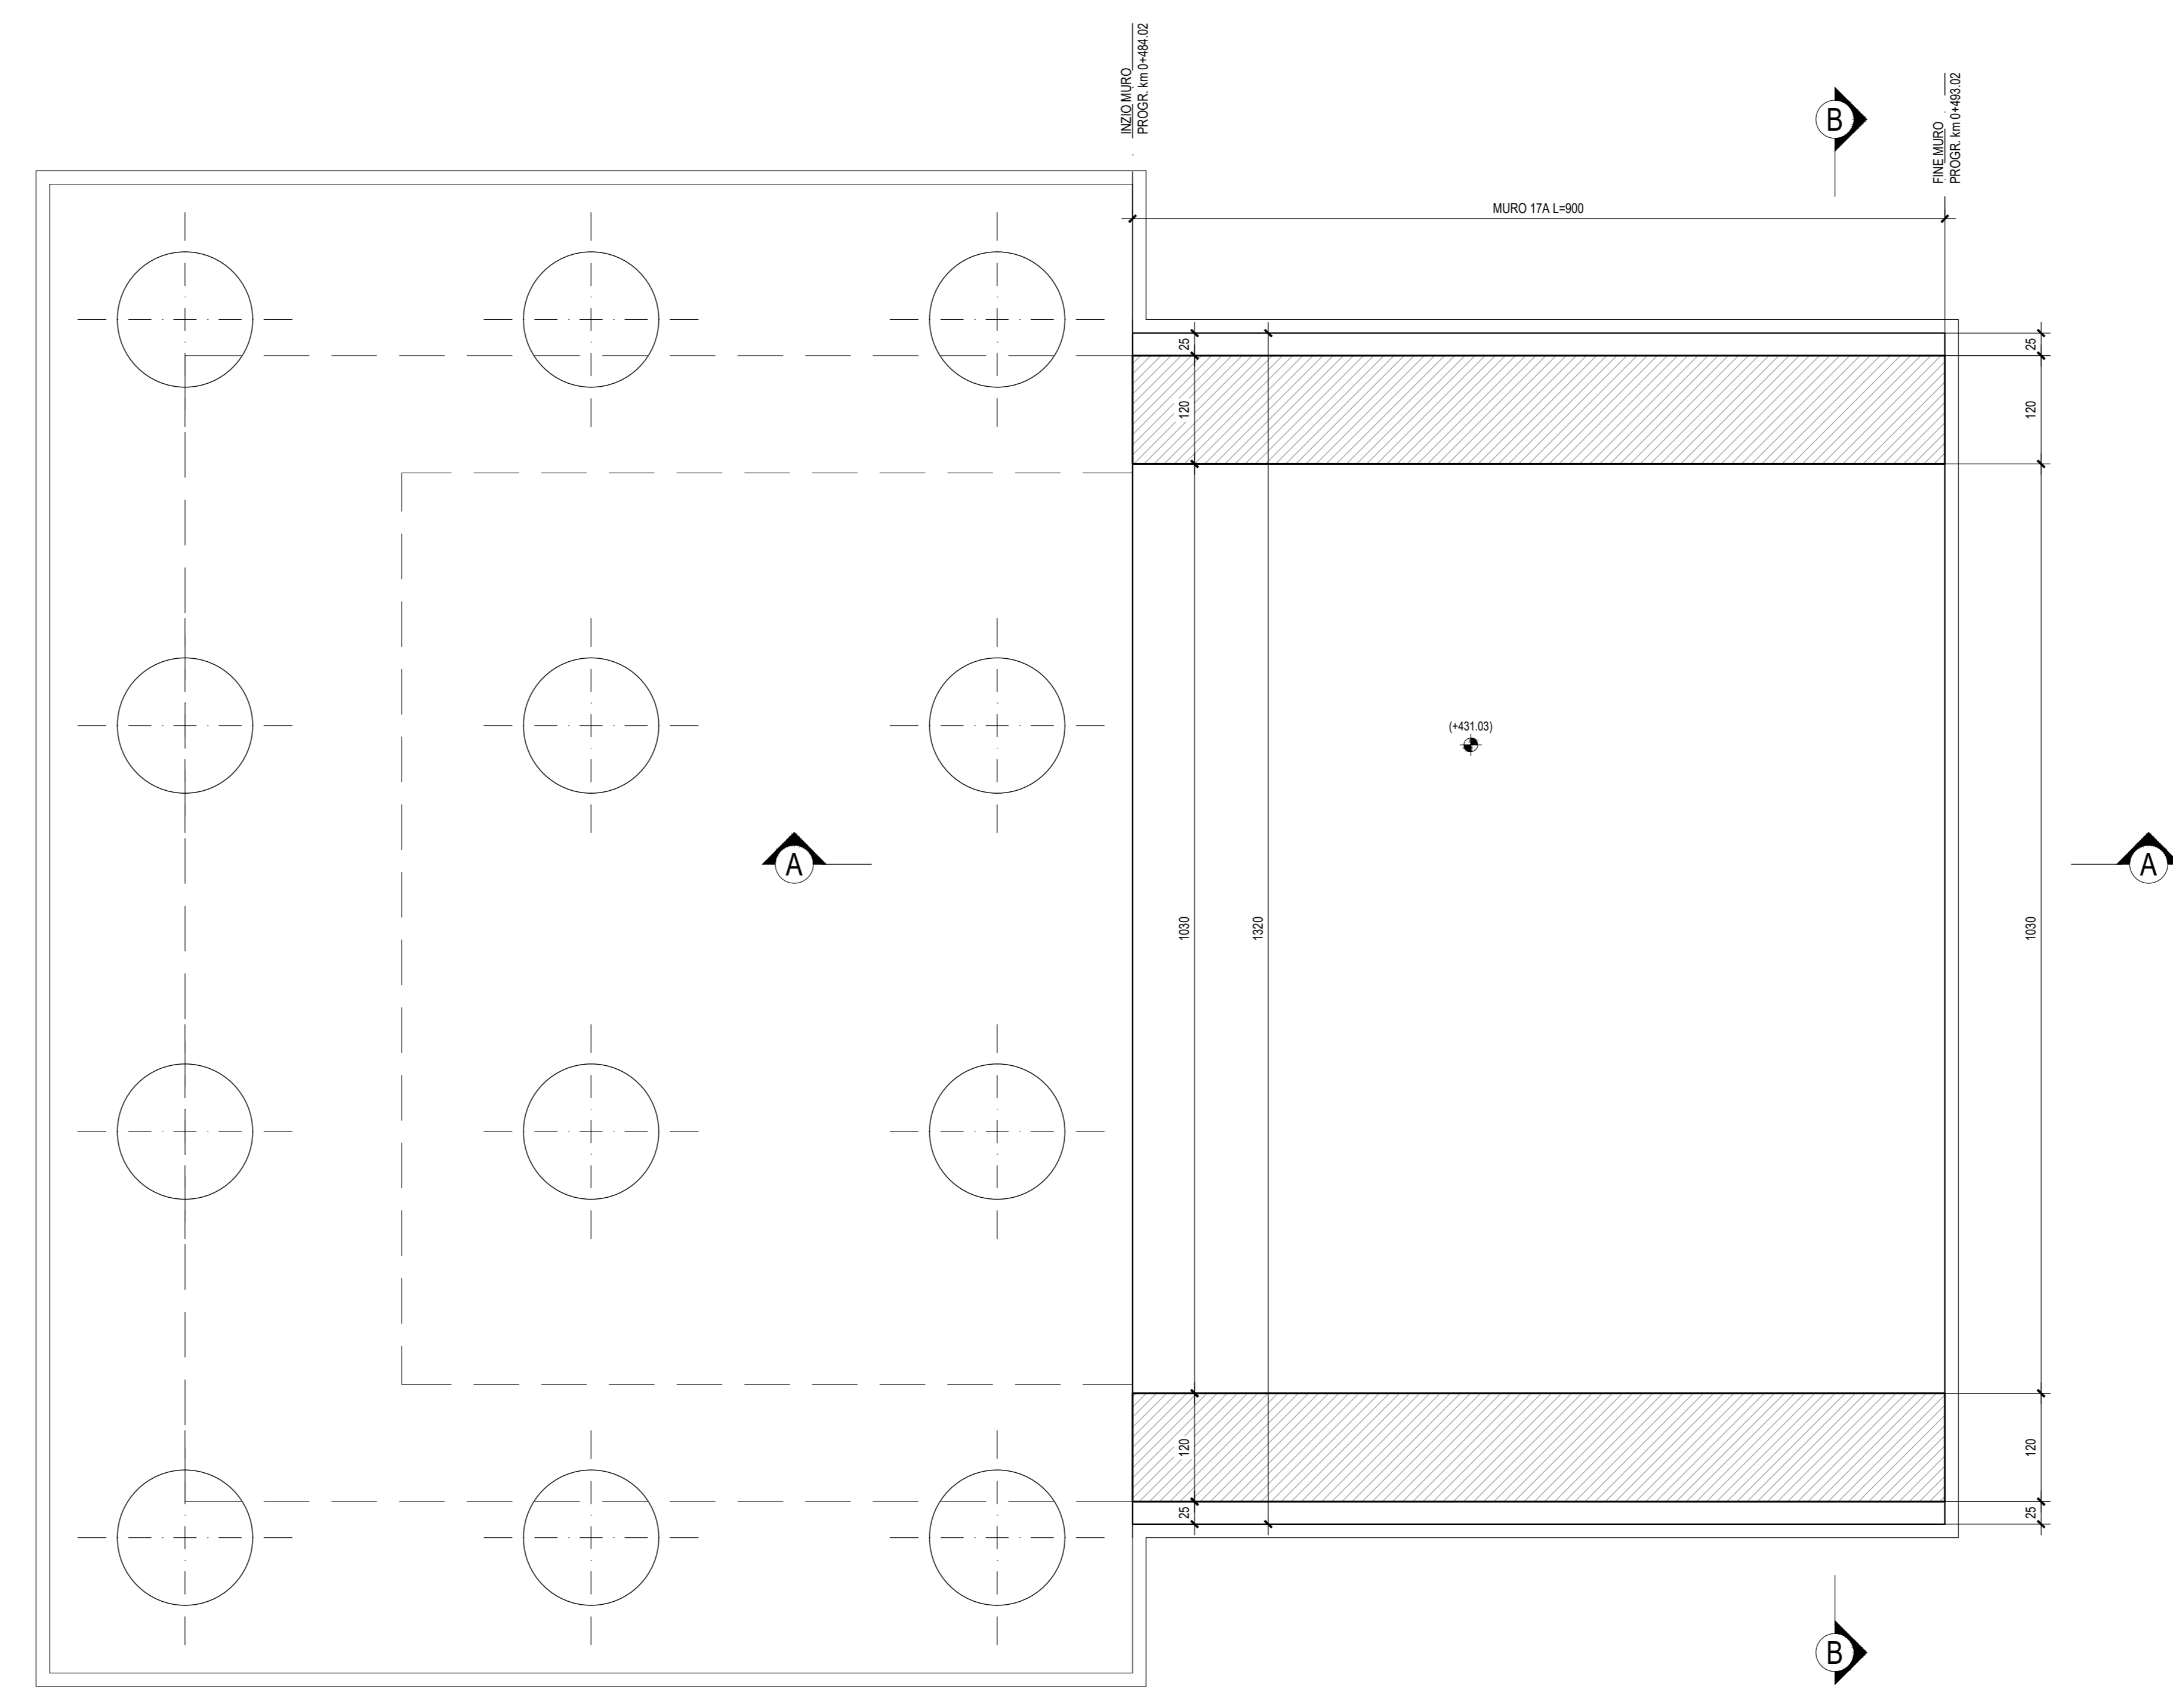 INZIO MURO
PROGR. km 0+484.02
FINE MURO
PROGR. km 0+493.02
B
MURO 17A L=900
25
25
120
120
(+431.03)
A
A
1030
1320
1030
120
120
25
25
B